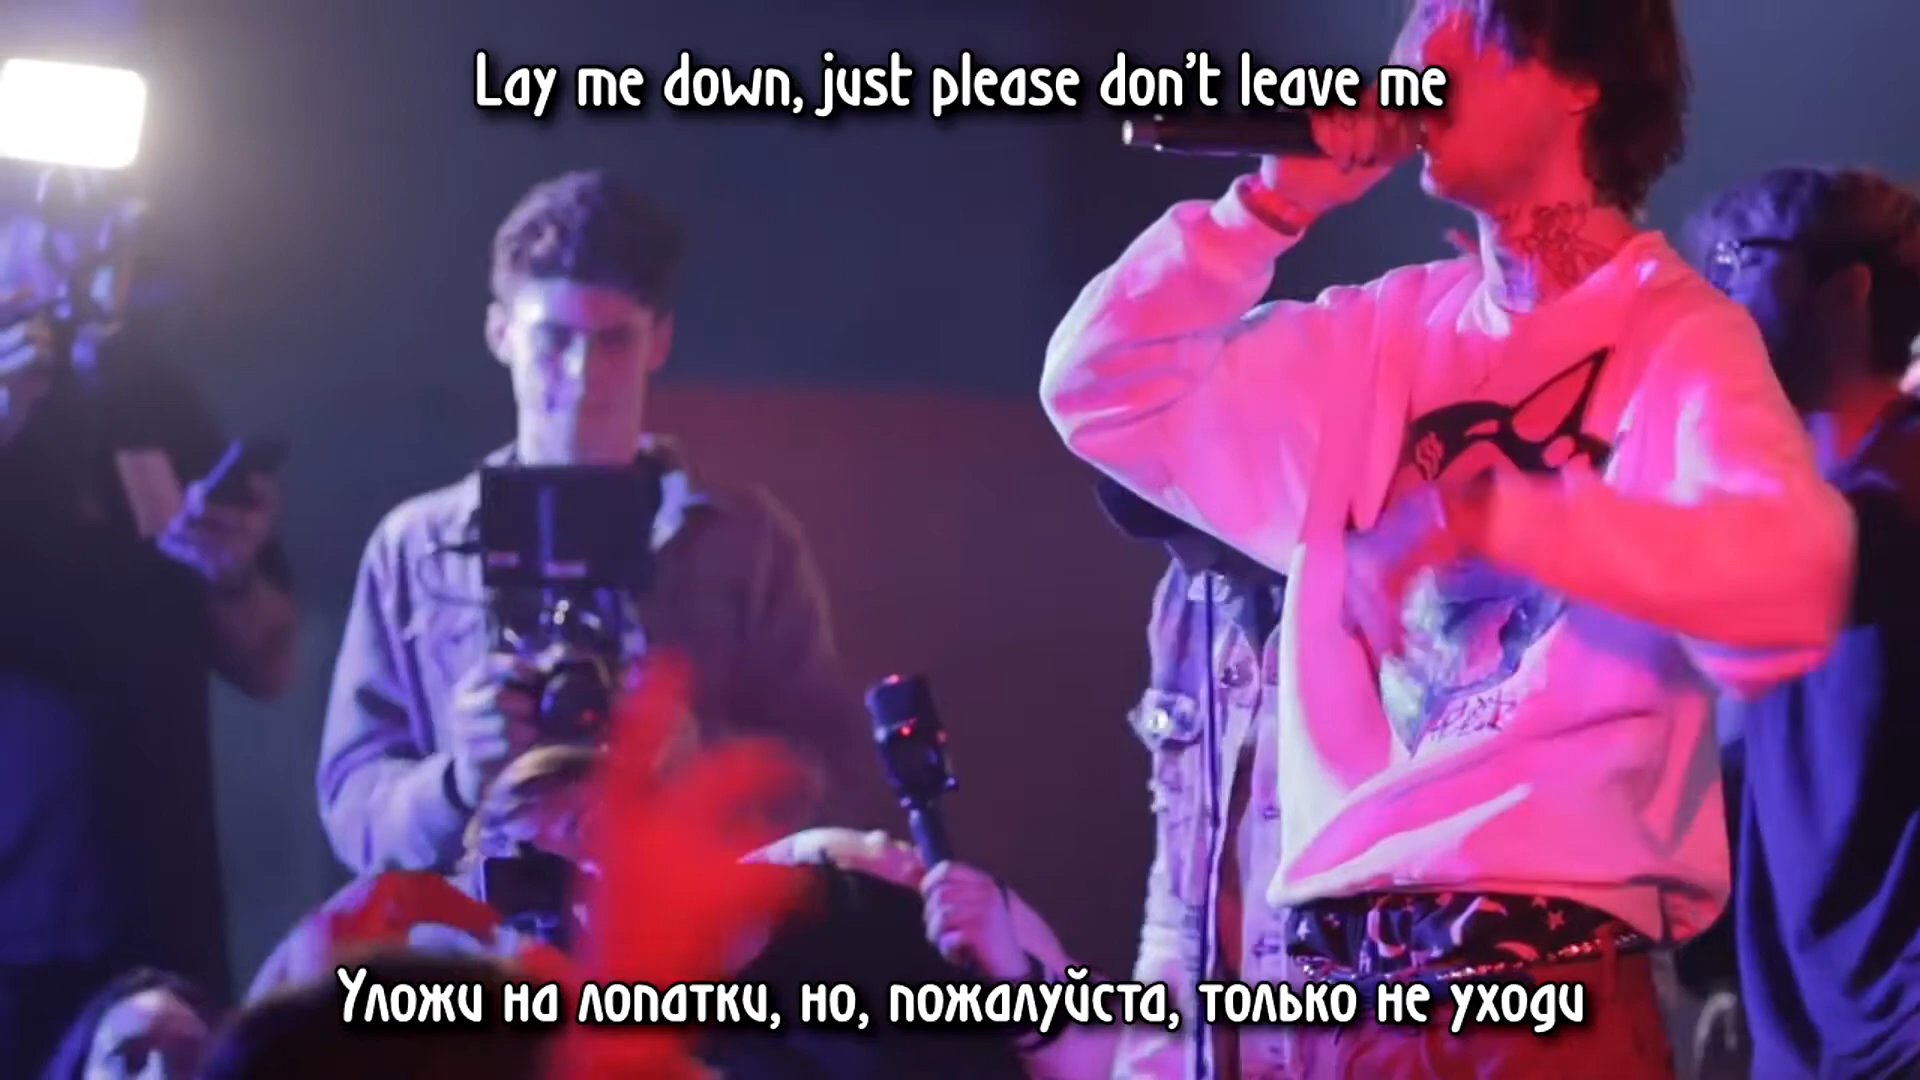 Lay me down, just please don't leave me
Уложи на лопатки, но, пожалуйста, только не уходи